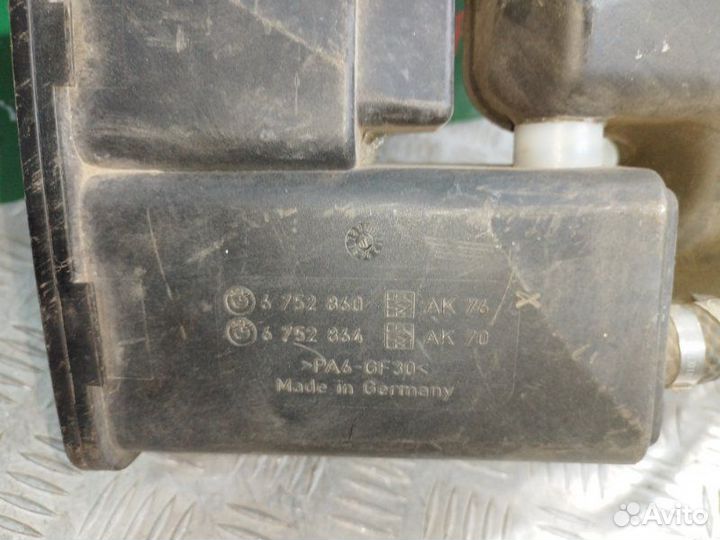 6 752 860 AK 76
6 752 864 AK 70
>PA6-GF30<
Made in Germany
Avito